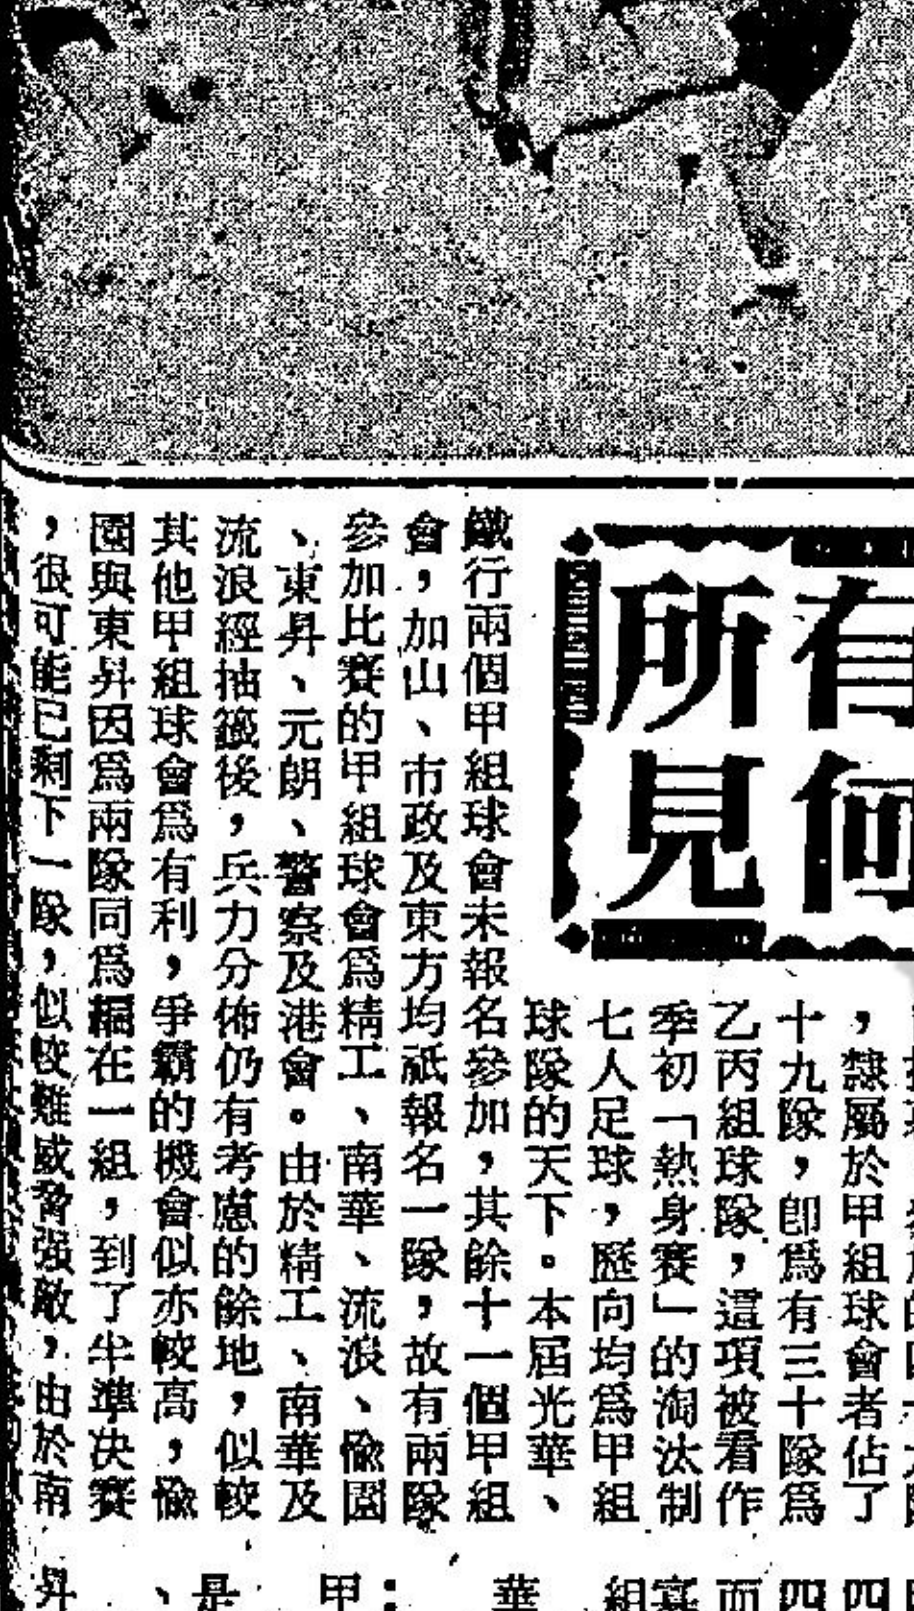 有何
所見
，隸屬於甲組球會者佔了
十九隊，即爲有三十隊爲
乙丙組球隊，這項被看作
季初「熱身賽」的淘汰制
七人足球，歷向均爲甲組
球隊的天下。本屆光華、
鐵行兩個甲組球會未報名參加，其餘十一個甲組
會，加山、市政及東方均祇報名一隊，故有兩隊
參加比賽的甲組球會爲精工、南華、流浪、愉園
、東昇、元朗、警察及港會。由於精工、南華及
流浪經抽籤後，兵力分佈仍有考慮的餘地，似較
其他甲組球會爲有利，爭霸的機會似亦較高，愉
園與東昇因爲兩隊同爲編在一組，到了半準決賽
，很可能已剩下一隊，似較難威脅强敵，由於南
四
四
而
賽
組
華
甲：
是
、
昇